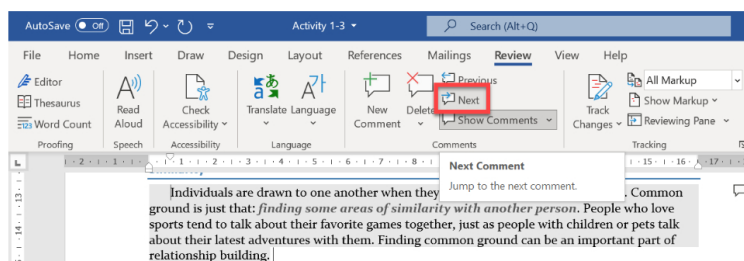 AutoSave Off Activity 1-3 Search (Alt+Q)
File Home Insert Draw Design Layout References Mailings Review View Help
Editor
Thesaurus
123 Word Count
Proofing
Read Aloud
Speech
Check Accessibility
Accessibility
Translate Language
Language
New Comment
Delete
Previous
Next
Show Comments
Comments
Track Changes
All Markup
Show Markup
Reviewing Pane
Tracking
Next Comment
Jump to the next comment.
Individuals are drawn to one another when they . Common
ground is just that: finding some areas of similarity with another person. People who love
sports tend to talk about their favorite games together, just as people with children or pets talk
about their latest adventures with them. Finding common ground can be an important part of
relationship building.